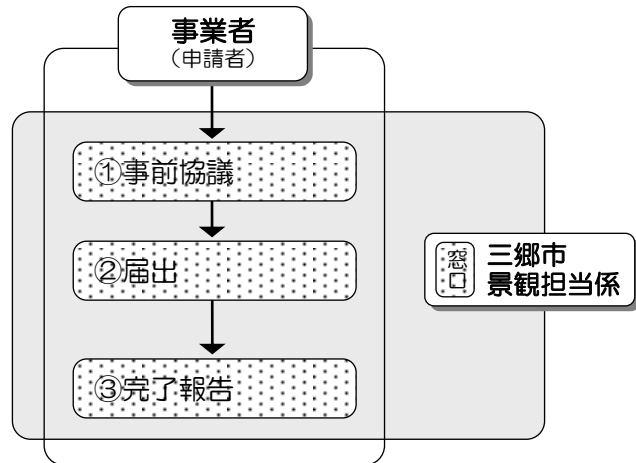 事業者
（申請者）
①事前協議
②届出
③完了報告
窓口
三郷市
景観担当係